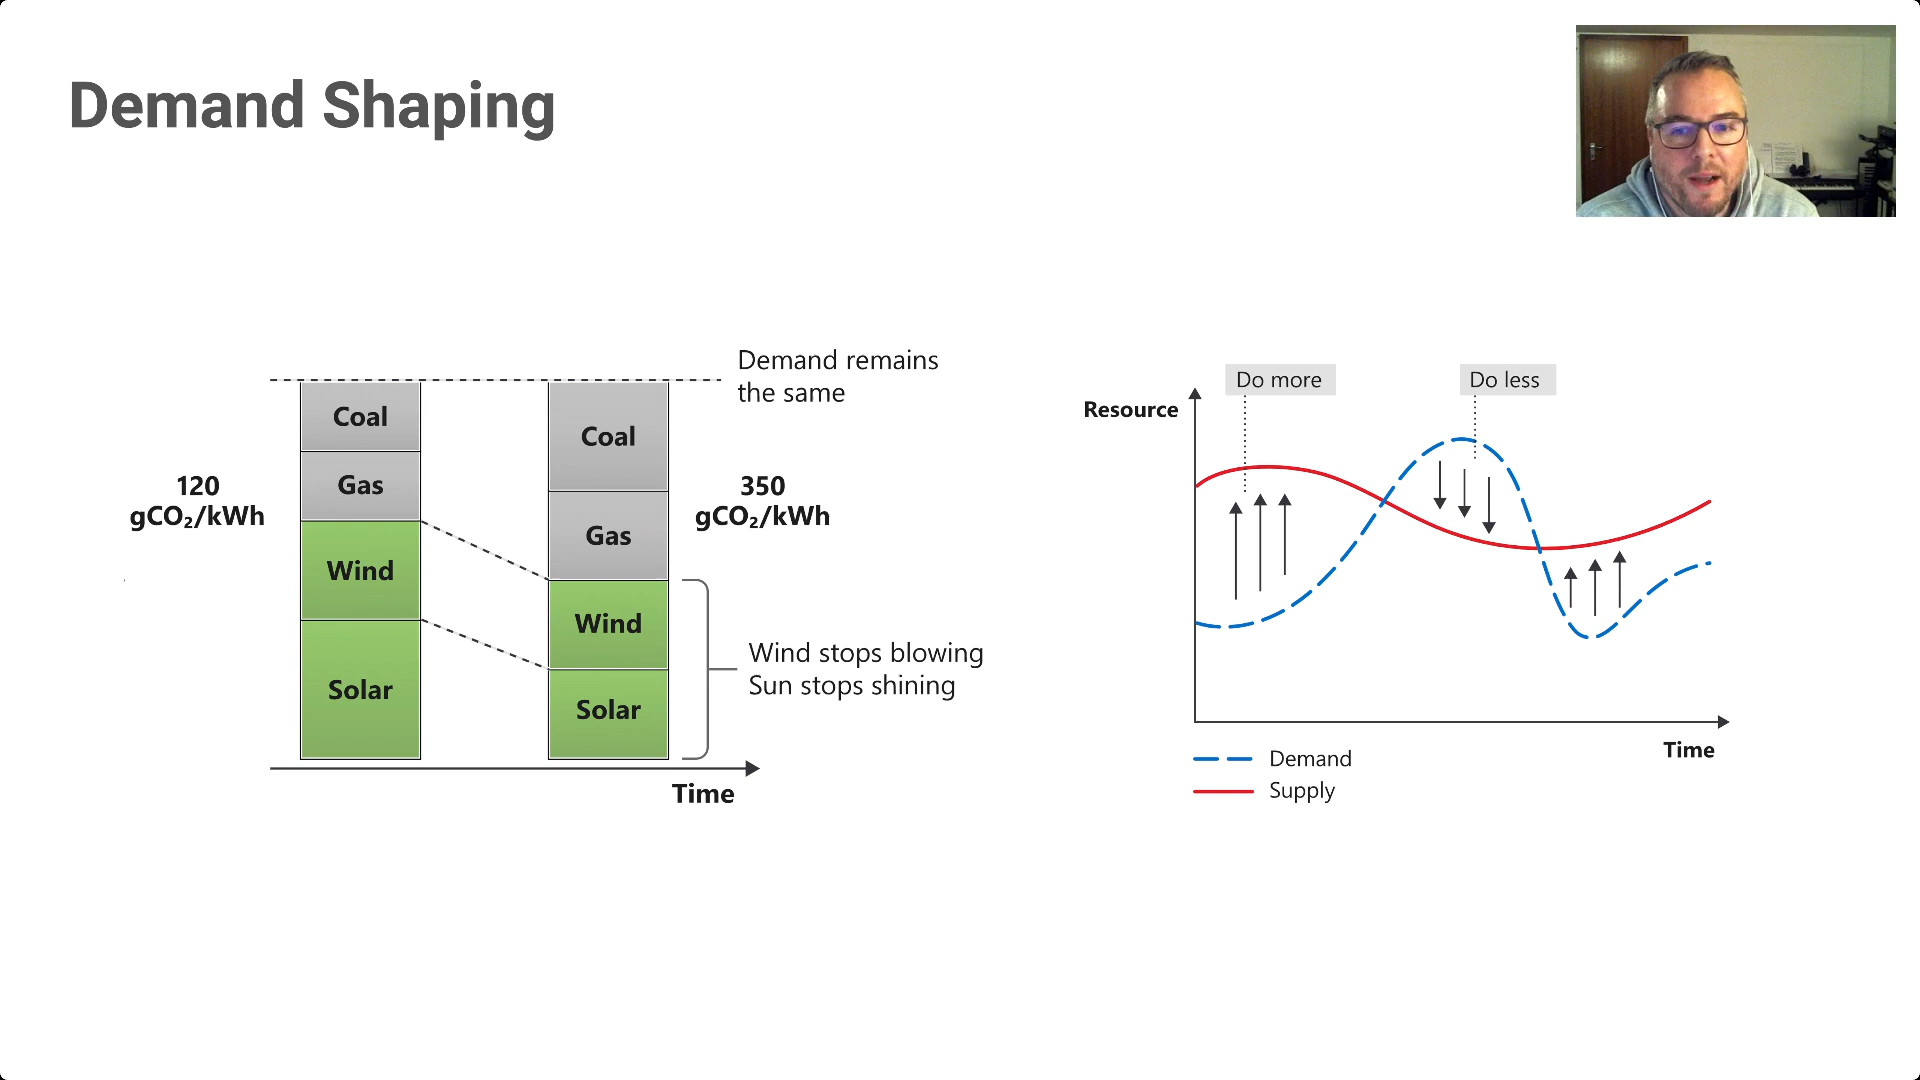 Demand Shaping
Demand remains
the same
Coal
Gas
Wind
Solar
120
gCO₂/kWh
Coal
Gas
Wind
Solar
350
gCO₂/kWh
Wind stops blowing
Sun stops shining
Time
Do more
Do less
Resource
Time
Demand
Supply